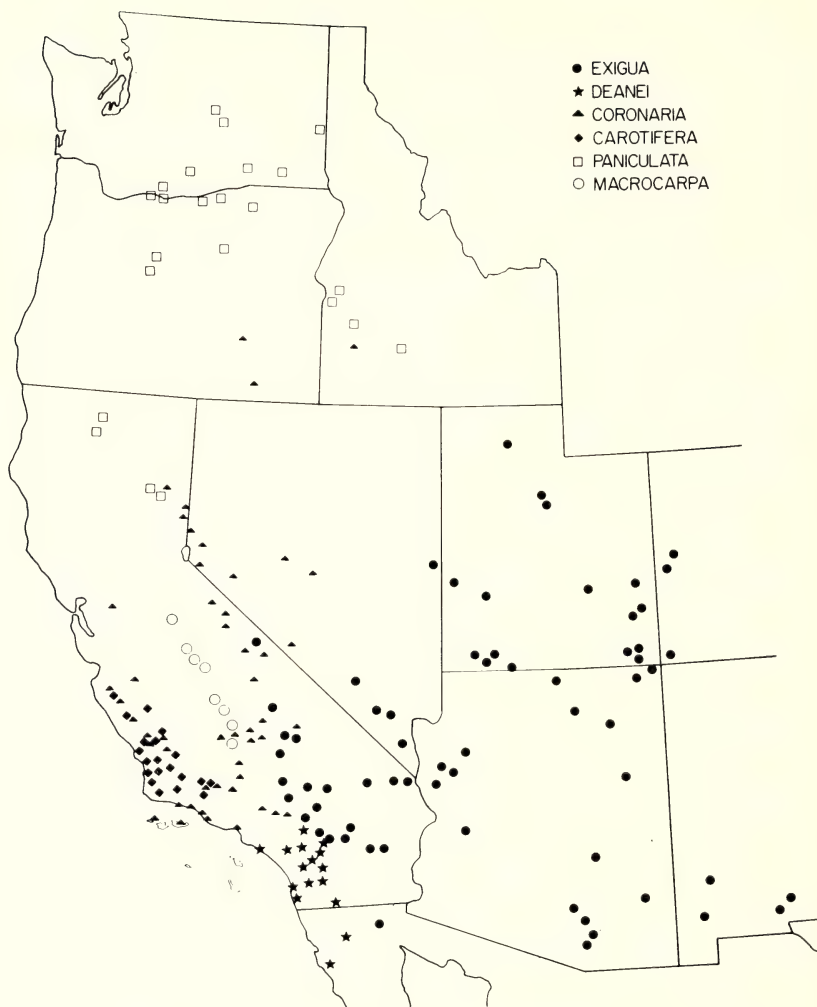 EXIGUA
DEANEI
CORONARIA
CAROTIFERA
PANICULATA
MACROCARPA